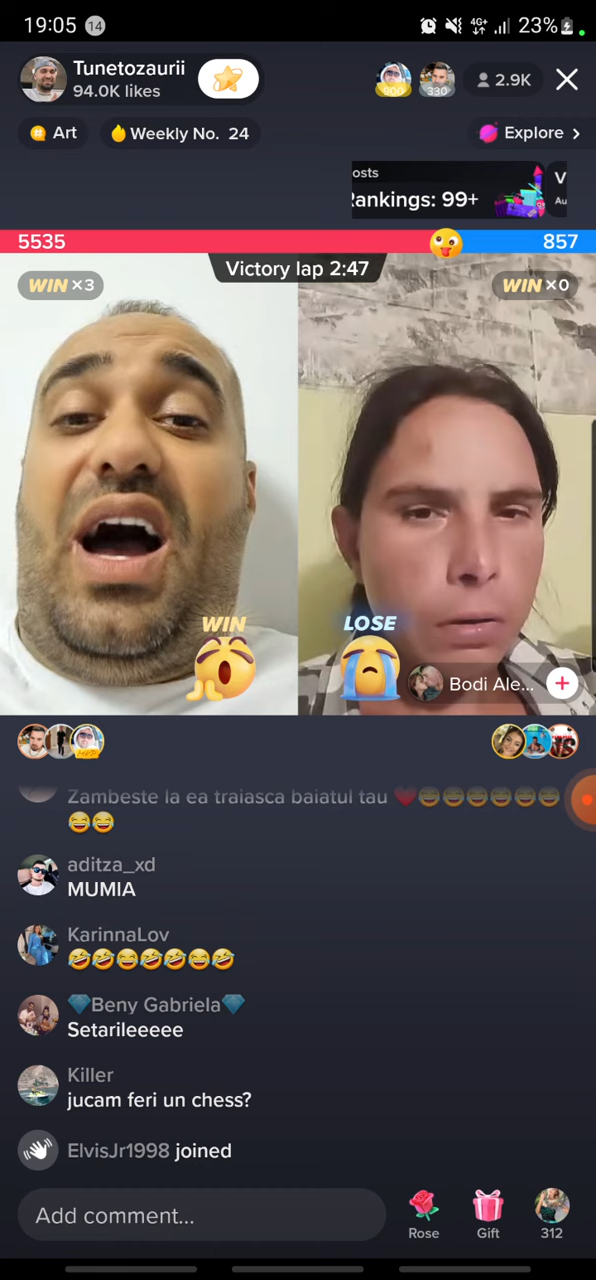 19:05 14 4G+ 23%
Tunetozaurii
94.0K likes
900 330 2.9K
Art Weekly No. 24 Explore
osts
Rankings: 99+
V
Au
5535 857
Victory lap 2:47
WIN ×3 WIN ×0
WIN LOSE
Bodi Ale...
Zambeste la ea traiasca baiatul tau
aditza_xd
MUMIA
KarinnaLov
Beny Gabriela
Setarileeeee
Killer
jucam feri un chess?
ElvisJr1998 joined
Add comment...
Rose Gift 312